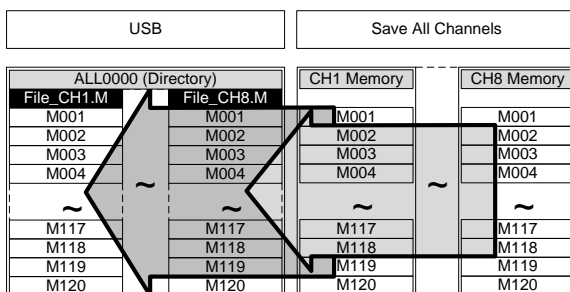 USB Save All Channels
ALL0000 (Directory) CH1 Memory CH8 Memory
File_CH1.M File_CH8.M
M001 M001 M001 M001
M002 M002 M002 M002
M003 M003 M003 M003
M004 M004 M004 M004
~ ~ ~ ~ ~ ~
M117 M117 M117 M117
M118 M118 M118 M118
M119 M119 M119 M119
M120 M120 M120 M120